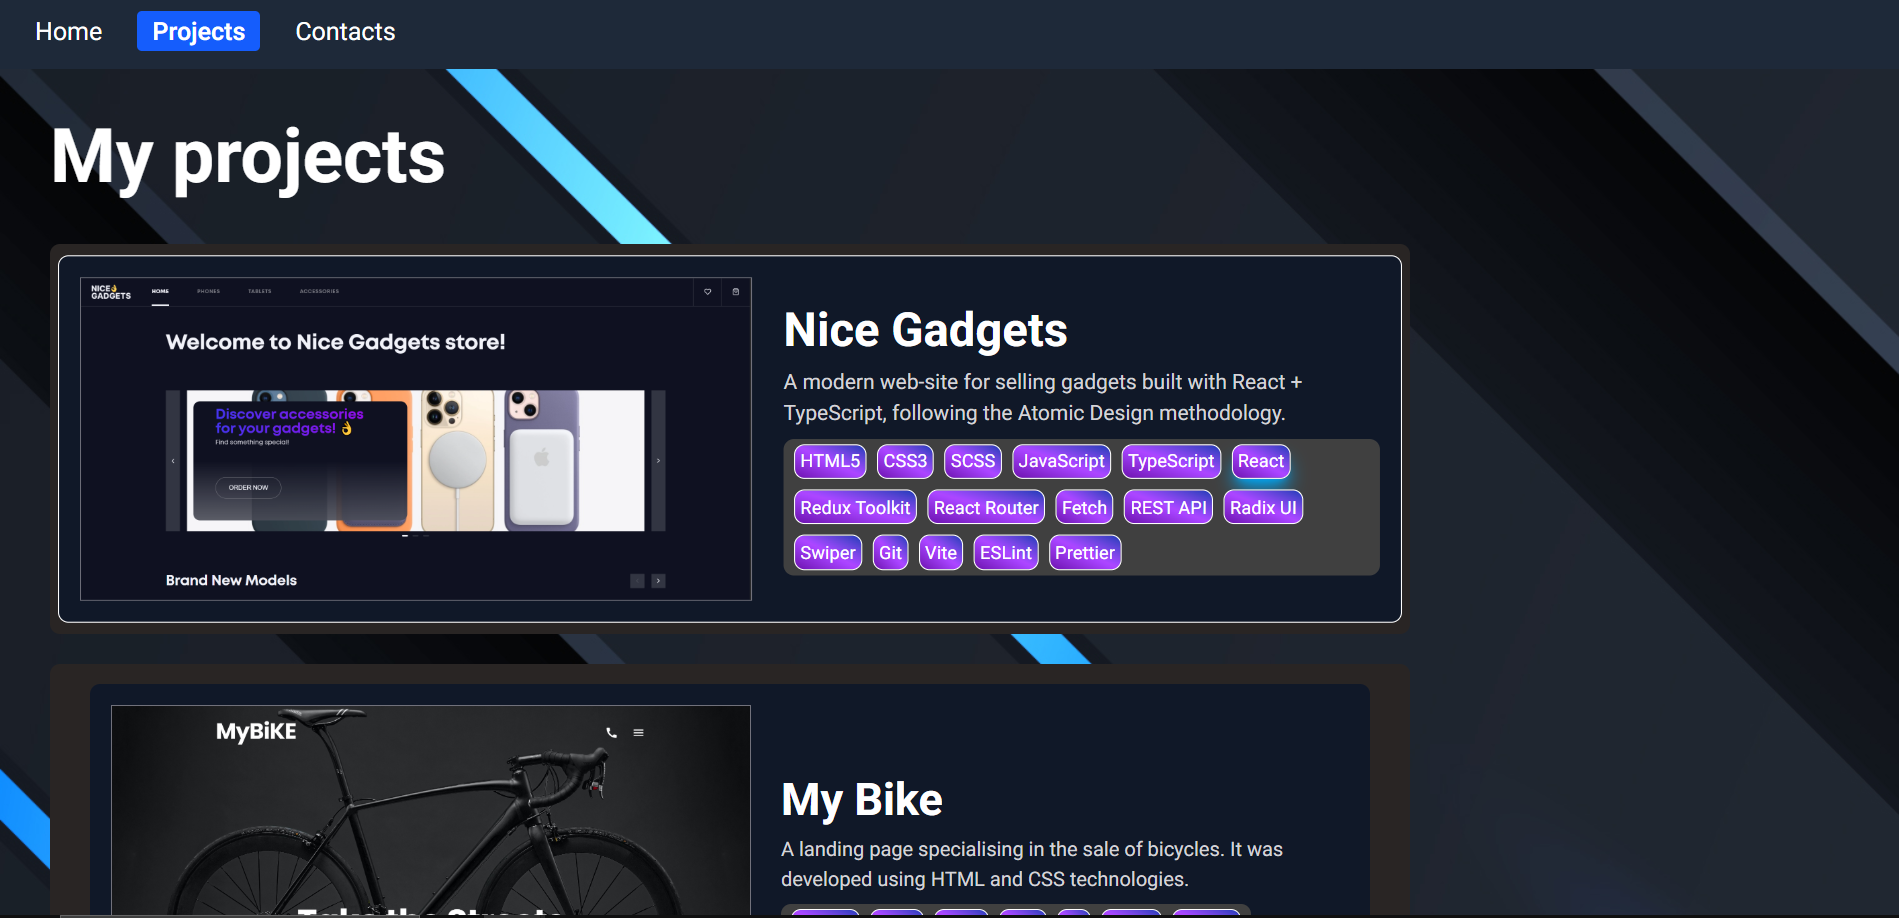 Home Projects Contacts
My projects
NICE👌
GADGETS
HOME PHONES TABLETS ACCESSORIES
Welcome to Nice Gadgets store!
Discover accessories
for your gadgets! 👌
Find something special!
ORDER NOW
Brand New Models
Nice Gadgets
A modern web-site for selling gadgets built with React +
TypeScript, following the Atomic Design methodology.
HTML5 CSS3 SCSS JavaScript TypeScript React
Redux Toolkit React Router Fetch REST API Radix UI
Swiper Git Vite ESLint Prettier
MyBiKE
Take the Streets
My Bike
A landing page specialising in the sale of bicycles. It was
developed using HTML and CSS technologies.